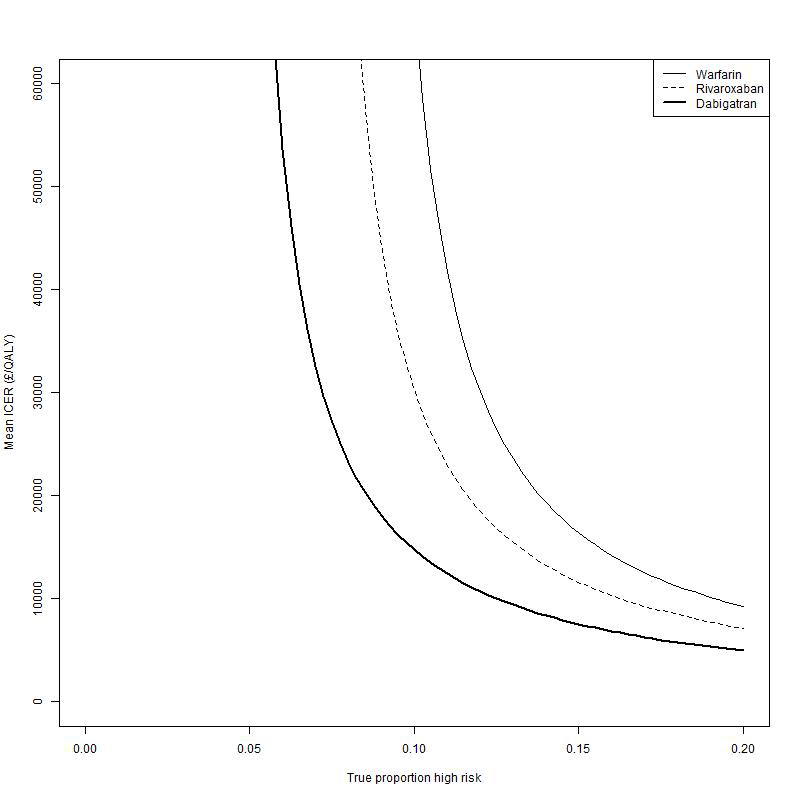 Warfarin
Rivaroxaban
Dabigatran
60000
50000
40000
30000
20000
10000
0
Mean ICER (£/QALY)
0.00 0.05 0.10 0.15 0.20
True proportion high risk